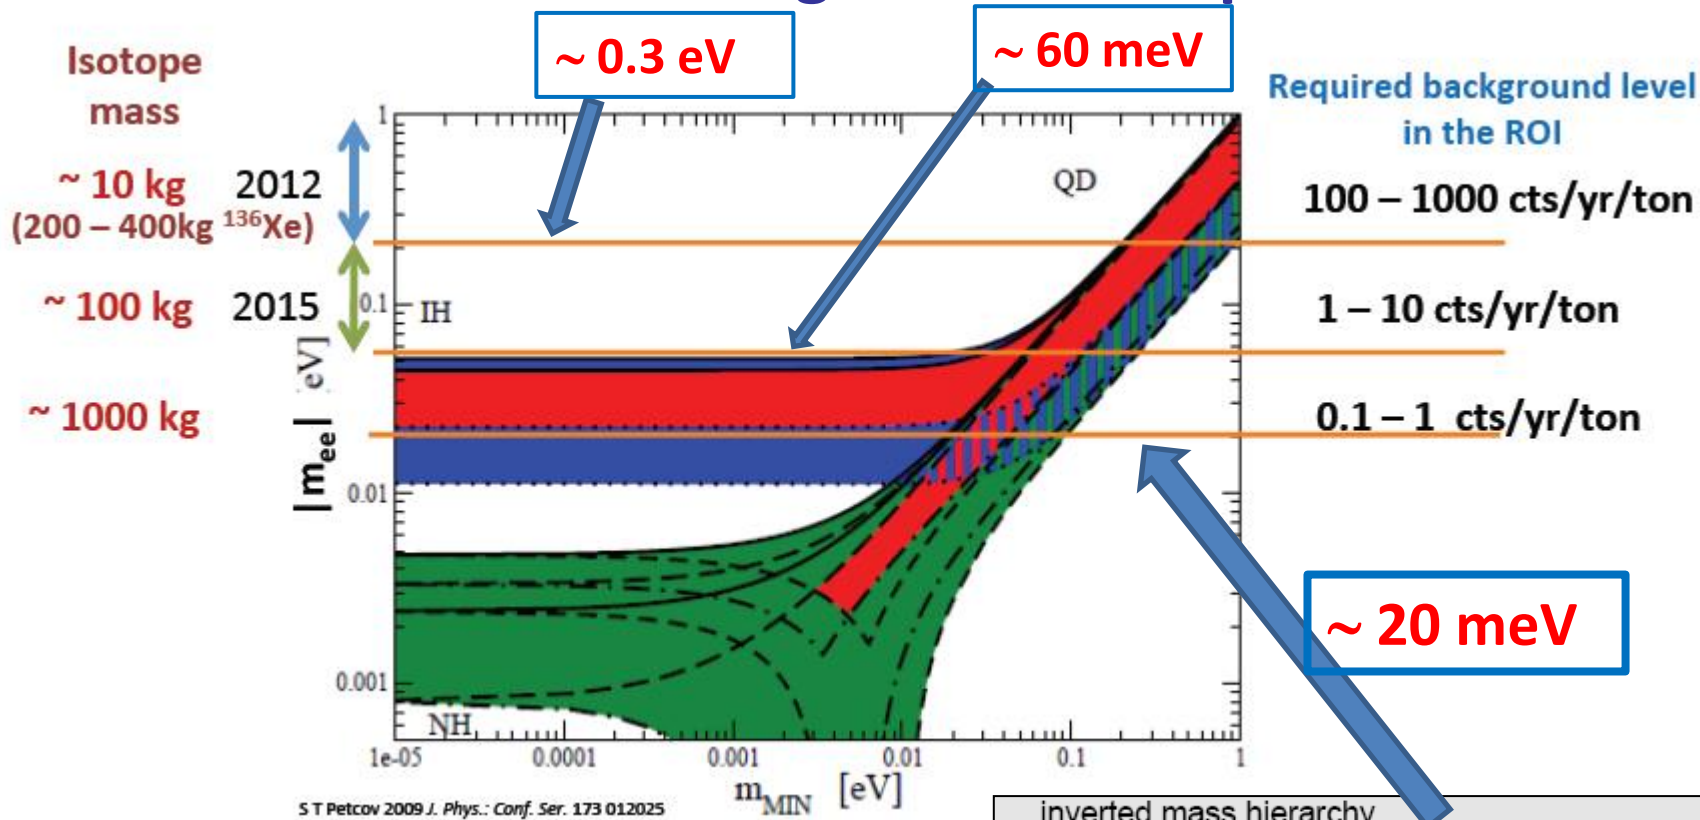 ~ 0.3 eV
~ 60 meV
Isotope
mass
Required background level
in the ROI
~ 10 kg 2012
(200 – 400kg ¹³⁶Xe)
~ 100 kg 2015
~ 1000 kg
100 – 1000 cts/yr/ton
1 – 10 cts/yr/ton
0.1 – 1 cts/yr/ton
~ 20 meV
1
0.1
0.01
0.001
|mₑₑ| eV]
QD
IH
NH
1e-05 0.0001 0.001 0.01 0.1 1
m_MIN [eV]
S T Petcov 2009 J. Phys.: Conf. Ser. 173 012025
inverted mass hierarchy